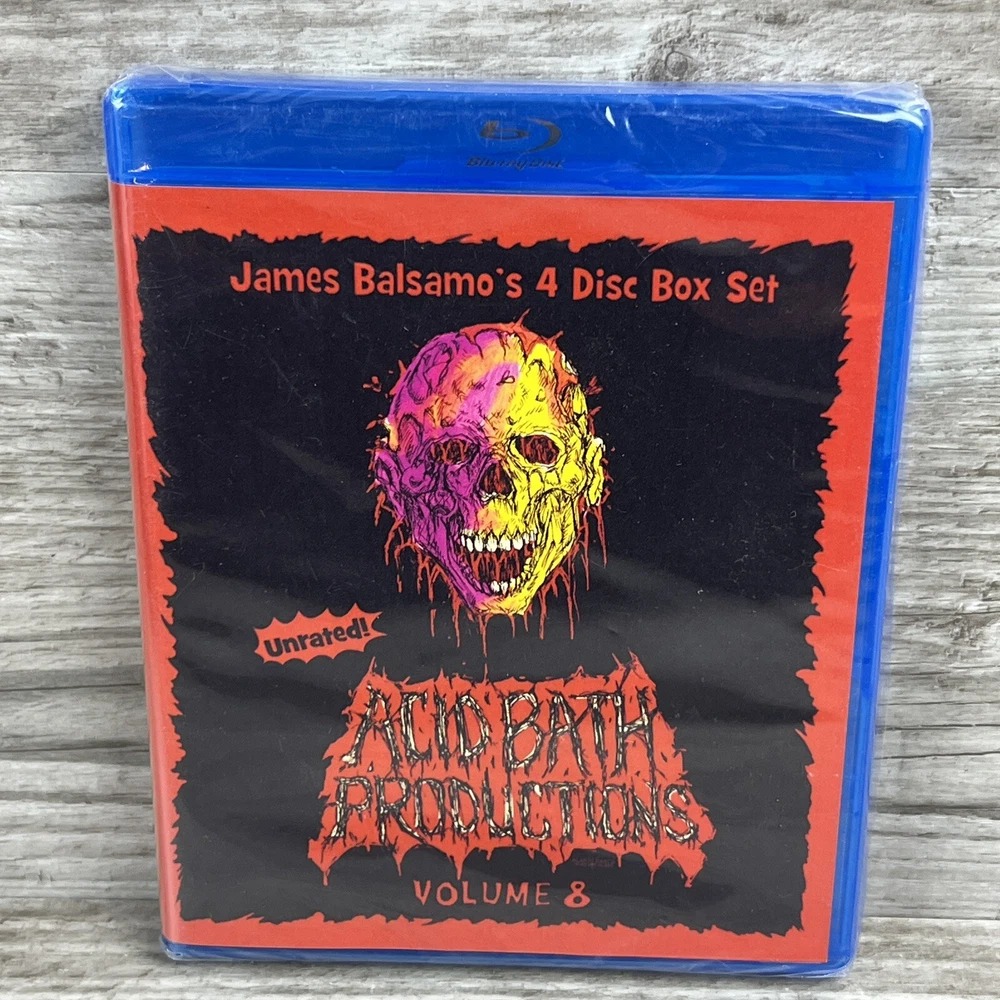 Blu-ray Disc
James Balsamo's 4 Disc Box Set
Unrated!
ACID BATH
PRODUCTIONS
VOLUME 8